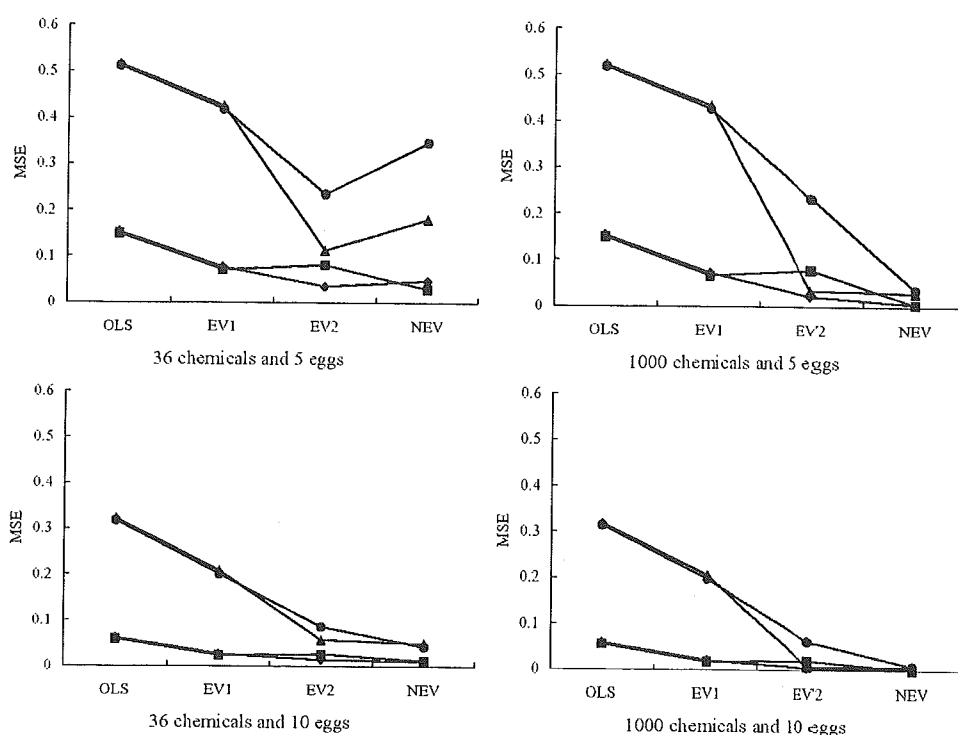 0.6
0.5
0.4
0.3
0.2
0.1
0
MSE
OLS EV1 EV2 NEV
36 chemicals and 5 eggs
0.6
0.5
0.4
0.3
0.2
0.1
0
MSE
OLS EV1 EV2 NEV
1000 chemicals and 5 eggs
0.6
0.5
0.4
0.3
0.2
0.1
0
MSE
OLS EV1 EV2 NEV
36 chemicals and 10 eggs
0.6
0.5
0.4
0.3
0.2
0.1
0
MSE
OLS EV1 EV2 NEV
1000 chemicals and 10 eggs